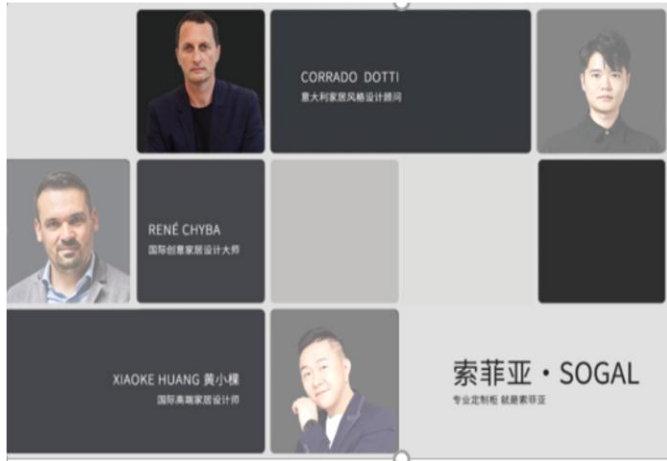 CORRADO DOTTI
意大利家居风格设计顾问
RENÉ CHYBA
国际创意家居设计大师
XIAOKE HUANG 黄小棵
国际高端家居设计师
索菲亚·SOGAL
专业定制柜 就是索菲亚